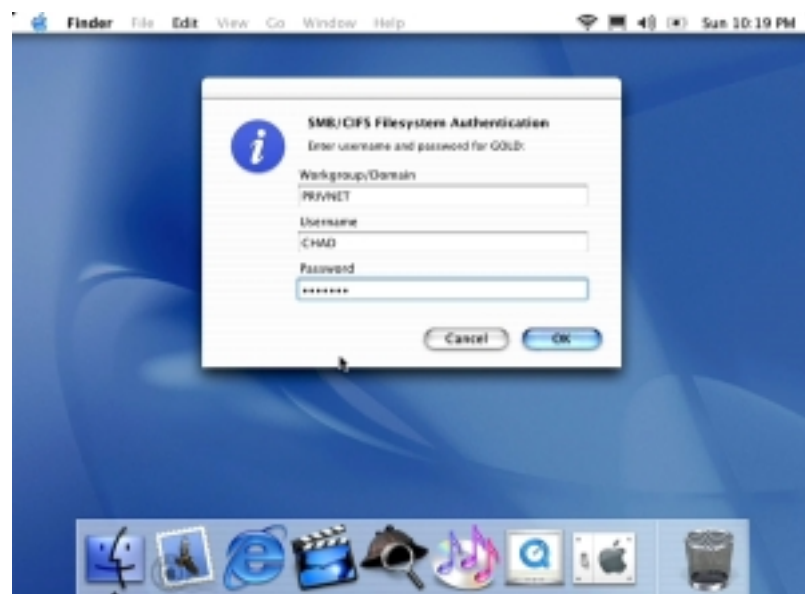 Finder File Edit View Go Window Help Sun 10:19 PM
SMB/CIFS Filesystem Authentication
Enter username and password for GOLD:
Workgroup/Domain
PRIVNET
Username
CHAD
Password
•••••••
Cancel OK